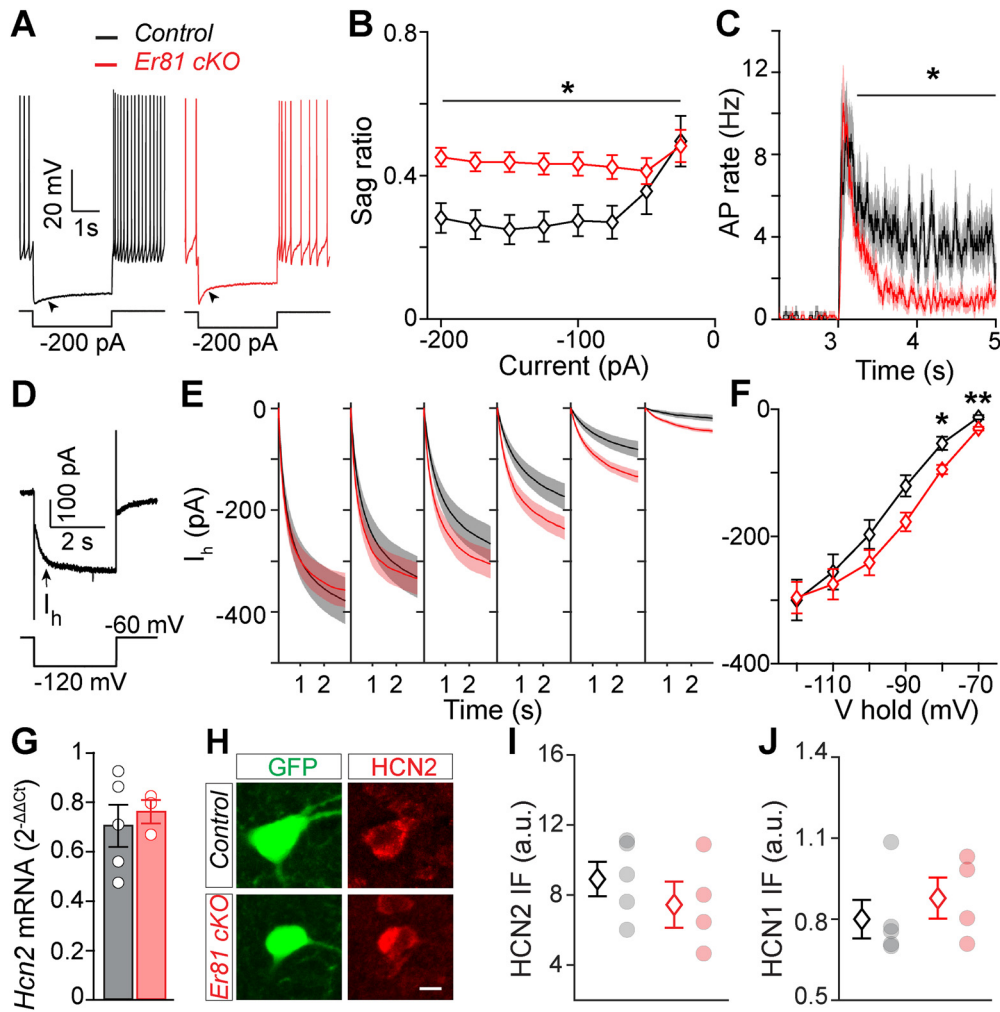 A
Control
Er81 cKO
20 mV
1s
-200 pA
-200 pA
B
*
Sag ratio
0.8
0.4
0
-200
-100
0
Current (pA)
C
*
AP rate (Hz)
12
8
4
0
3
4
5
Time (s)
D
100 pA
2 s
Ih
-60 mV
-120 mV
E
Ih (pA)
0
-200
-400
1 2
1 2
1 2
1 2
1 2
1 2
Time (s)
F
* **
0
-200
-400
-110
-90
-70
V hold (mV)
G
Hcn2 mRNA (2-ΔΔCt)
1
0.8
0.6
0.4
0.2
0
H
GFP
HCN2
Control
Er81 cKO
I
HCN2 IF (a.u.)
16
12
8
4
J
HCN1 IF (a.u.)
1.4
1.1
0.8
0.5